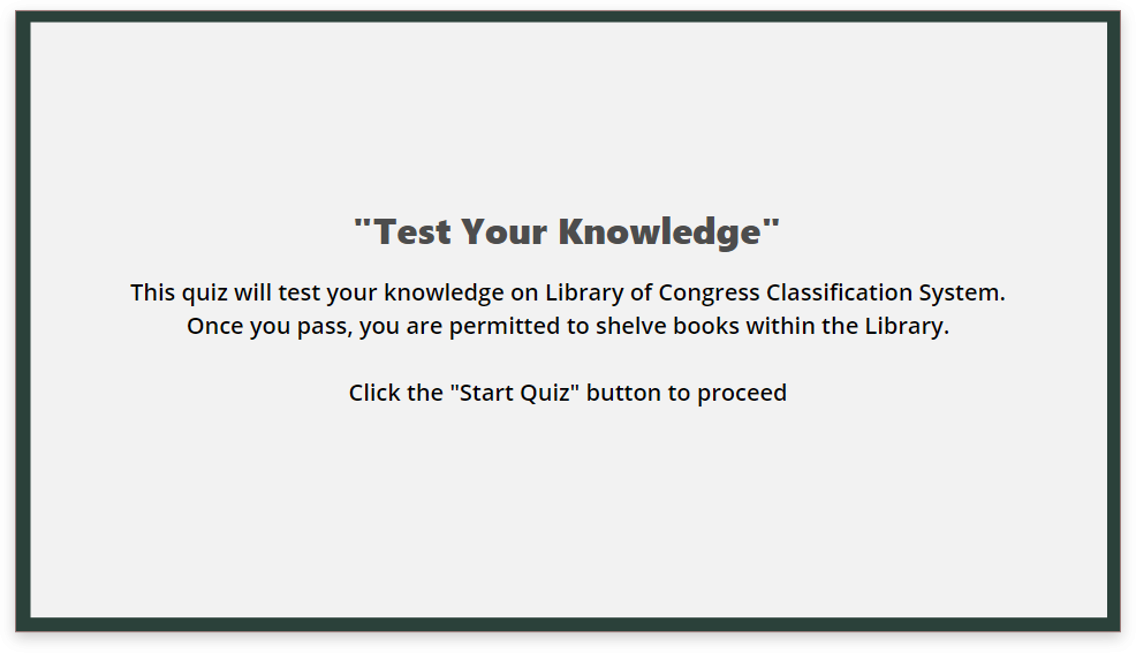 "Test Your Knowledge"
This quiz will test your knowledge on Library of Congress Classification System.
Once you pass, you are permitted to shelve books within the Library.
Click the "Start Quiz" button to proceed